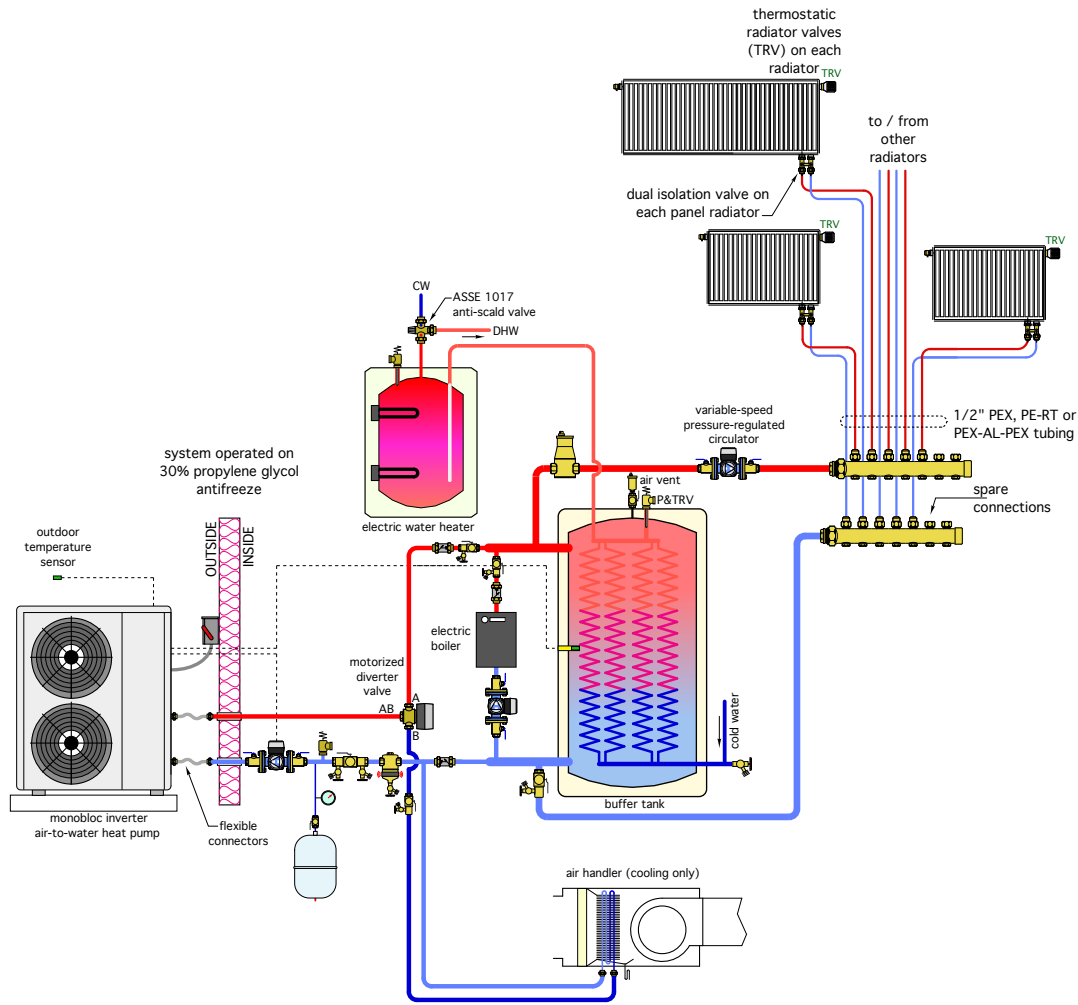 thermostatic
radiator valves
(TRV) on each
radiator
TRV
to / from
other
radiators
dual isolation valve on
each panel radiator
TRV
TRV
CW
ASSE 1017
anti-scald valve
DHW
variable-speed
pressure-regulated
circulator
1/2" PEX, PE-RT or
PEX-AL-PEX tubing
system operated on
30% propylene glycol
antifreeze
air vent
P&TRV
spare
connections
electric water heater
outdoor
temperature
sensor
OUTSIDE
INSIDE
electric
boiler
motorized
diverter
valve
A
AB
B
cold water
buffer tank
monobloc inverter
air-to-water heat pump
flexible
connectors
air handler (cooling only)